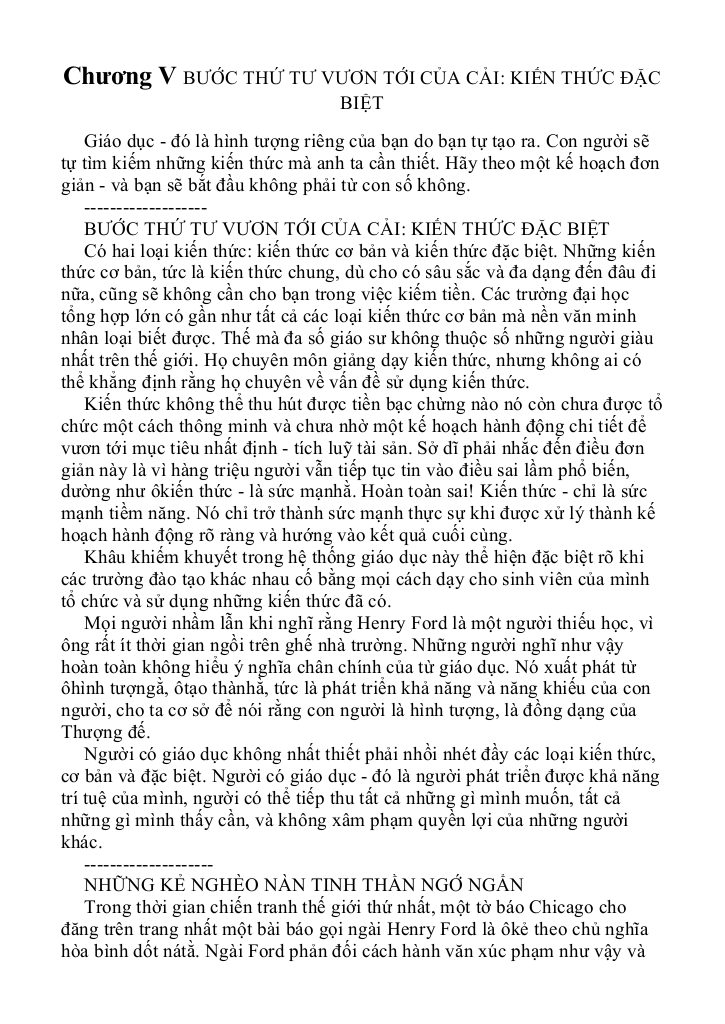 Chương V BƯỚC THỨ TƯ VƯƠN TỚI CỦA CẢI: KIẾN THỨC ĐẶC
BIỆT
Giáo dục - đó là hình tượng riêng của bạn do bạn tự tạo ra. Con người sẽ
tự tìm kiếm những kiến thức mà anh ta cần thiết. Hãy theo một kế hoạch đơn
giản - và bạn sẽ bắt đầu không phải từ con số không.
-------------------
BƯỚC THỨ TƯ VƯƠN TỚI CỦA CẢI: KIẾN THỨC ĐẶC BIỆT
Có hai loại kiến thức: kiến thức cơ bản và kiến thức đặc biệt. Những kiến
thức cơ bản, tức là kiến thức chung, dù cho có sâu sắc và đa dạng đến đâu đi
nữa, cũng sẽ không cần cho bạn trong việc kiếm tiền. Các trường đại học
tổng hợp lớn có gần như tất cả các loại kiến thức cơ bản mà nền văn minh
nhân loại biết được. Thế mà đa số giáo sư không thuộc số những người giàu
nhất trên thế giới. Họ chuyên môn giảng dạy kiến thức, nhưng không ai có
thể khẳng định rằng họ chuyên về vấn đề sử dụng kiến thức.
Kiến thức không thể thu hút được tiền bạc chừng nào nó còn chưa được tổ
chức một cách thông minh và chưa nhờ một kế hoạch hành động chi tiết để
vươn tới mục tiêu nhất định - tích luỹ tài sản. Sở dĩ phải nhắc đến điều đơn
giản này là vì hàng triệu người vẫn tiếp tục tin vào điều sai lầm phổ biến,
dường như ôkiến thức - là sức mạnhằ. Hoàn toàn sai! Kiến thức - chỉ là sức
mạnh tiềm năng. Nó chỉ trở thành sức mạnh thực sự khi được xử lý thành kế
hoạch hành động rõ ràng và hướng vào kết quả cuối cùng.
Khâu khiếm khuyết trong hệ thống giáo dục này thể hiện đặc biệt rõ khi
các trường đào tạo khác nhau cố bằng mọi cách dạy cho sinh viên của mình
tổ chức và sử dụng những kiến thức đã có.
Mọi người nhầm lẫn khi nghĩ rằng Henry Ford là một người thiếu học, vì
ông rất ít thời gian ngồi trên ghế nhà trường. Những người nghĩ như vậy
hoàn toàn không hiểu ý nghĩa chân chính của từ giáo dục. Nó xuất phát từ
ôhình tượngằ, ôtạo thànhằ, tức là phát triển khả năng và năng khiếu của con
người, cho ta cơ sở để nói rằng con người là hình tượng, là đồng dạng của
Thượng đế.
Người có giáo dục không nhất thiết phải nhồi nhét đầy các loại kiến thức,
cơ bản và đặc biệt. Người có giáo dục - đó là người phát triển được khả năng
trí tuệ của mình, người có thể tiếp thu tất cả những gì mình muốn, tất cả
những gì mình thấy cần, và không xâm phạm quyền lợi của những người
khác.
--------------------
NHỮNG KẺ NGHÈO NÀN TINH THẦN NGỚ NGẨN
Trong thời gian chiến tranh thế giới thứ nhất, một tờ báo Chicago cho
đăng trên trang nhất một bài báo gọi ngài Henry Ford là ôkẻ theo chủ nghĩa
hòa bình dốt nátằ. Ngài Ford phản đối cách hành văn xúc phạm như vậy và